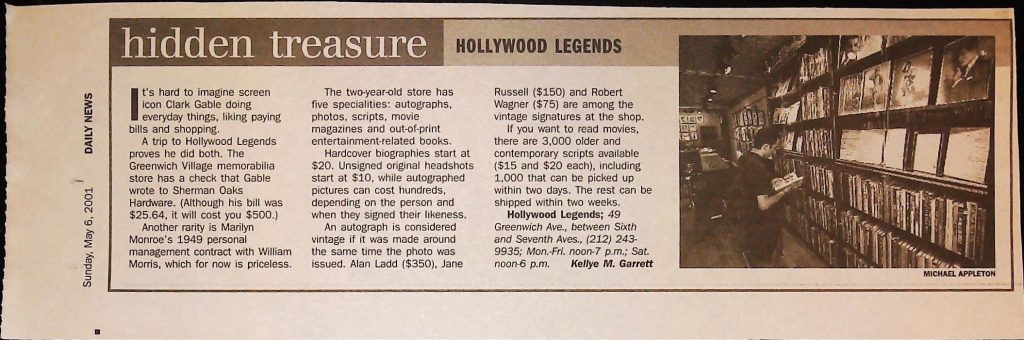 hidden treasure
HOLLYWOOD LEGENDS
It's hard to imagine screen
icon Clark Gable doing
everyday things, liking paying
bills and shopping.
A trip to Hollywood Legends
proves he did both. The
Greenwich Village memorabilia
store has a check that Gable
wrote to Sherman Oaks
Hardware. (Although his bill was
$25.64, it will cost you $500.)
Another rarity is Marilyn
Monroe's 1949 personal
management contract with William
Morris, which for now is priceless.
The two-year-old store has
five specialities: autographs,
photos, scripts, movie
magazines and out-of-print
entertainment-related books.
Hardcover biographies start at
$20. Unsigned original headshots
start at $10, while autographed
pictures can cost hundreds,
depending on the person and
when they signed their likeness.
An autograph is considered
vintage if it was made around
the same time the photo was
issued. Alan Ladd ($350), Jane
Russell ($150) and Robert
Wagner ($75) are among the
vintage signatures at the shop.
If you want to read movies,
there are 3,000 older and
contemporary scripts available
($15 and $20 each), including
1,000 that can be picked up
within two days. The rest can be
shipped within two weeks.
Hollywood Legends; 49
Greenwich Ave., between Sixth
and Seventh Aves., (212) 243-
9935; Mon.-Fri. noon-7 p.m.; Sat.
noon-6 p.m. Kellye M. Garrett
MICHAEL APPLETON
Sunday, May 6, 2001 DAILY NEWS